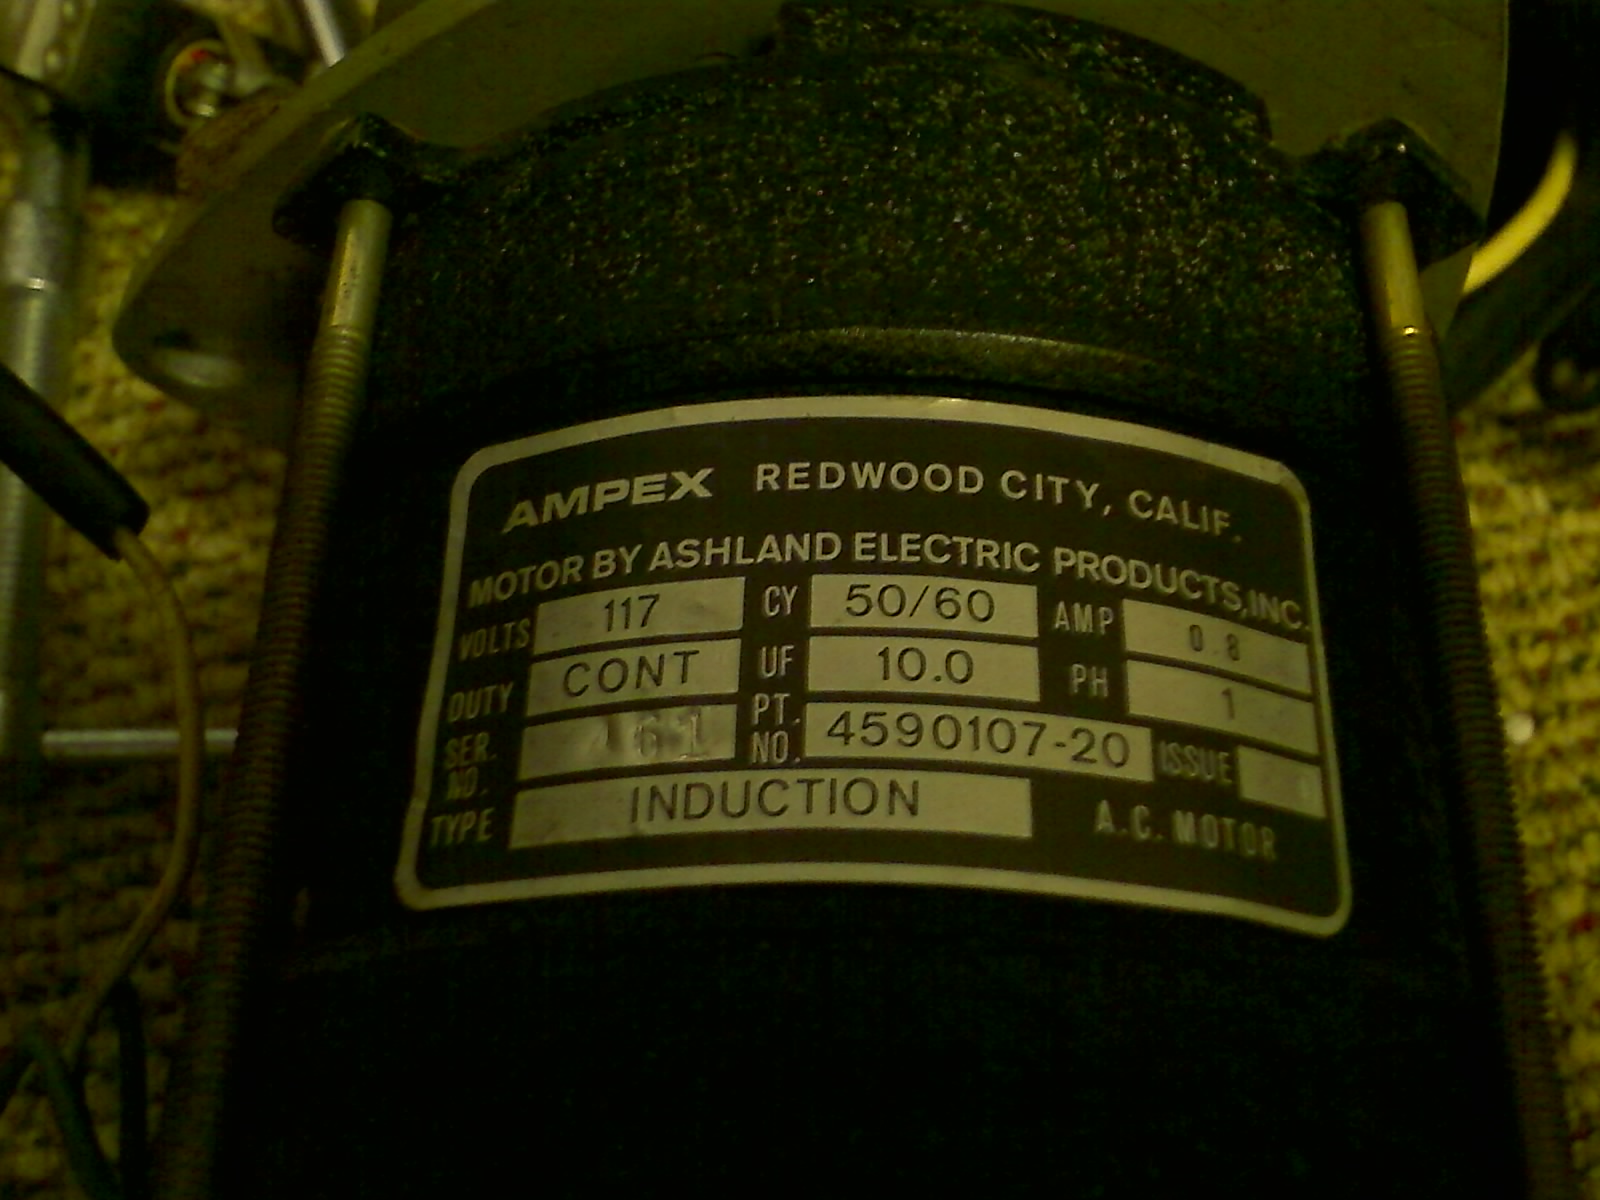 AMPEX REDWOOD CITY, CALIF.
MOTOR BY ASHLAND ELECTRIC PRODUCTS, INC.
VOLTS 117 CY 50/60 AMP 0.8
DUTY CONT UF 10.0 PH 1
SER. NO. 461 PT. NO. 4590107-20 ISSUE
TYPE INDUCTION A.C. MOTOR